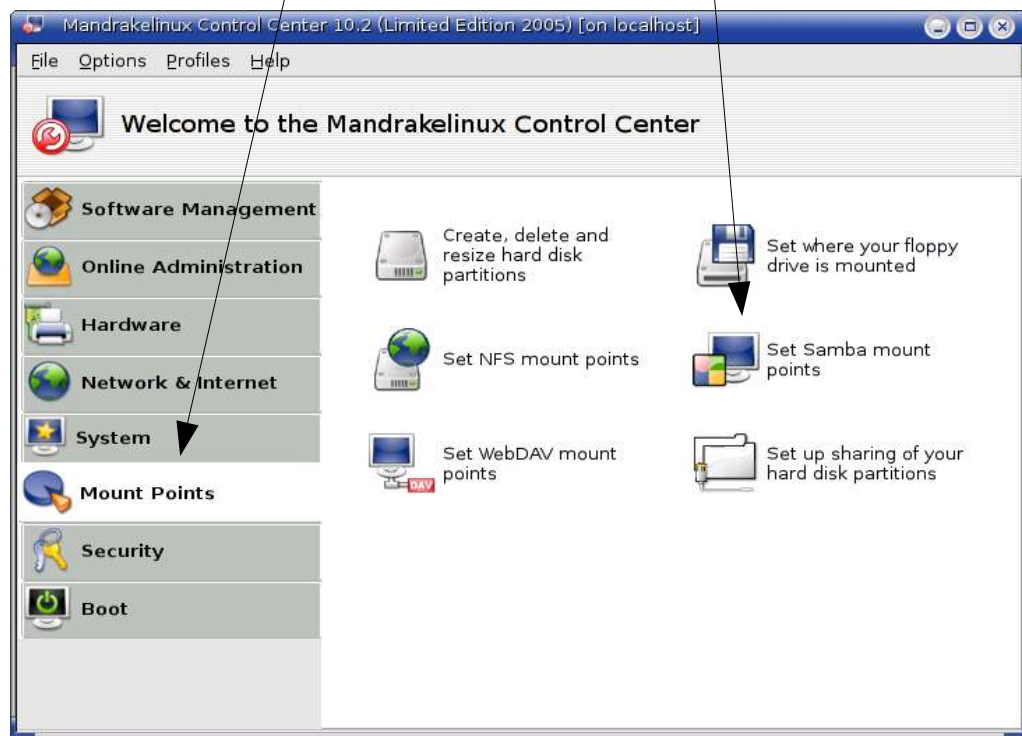 Mandrakelinux Control Center 10.2 (Limited Edition 2005) [on localhost]
File Options Profiles Help
Welcome to the Mandrakelinux Control Center
Software Management
Online Administration
Hardware
Network & Internet
System
Mount Points
Security
Boot
Create, delete and
resize hard disk
partitions
Set where your floppy
drive is mounted
Set NFS mount points
Set Samba mount
points
Set WebDAV mount
points
DAV
Set up sharing of your
hard disk partitions